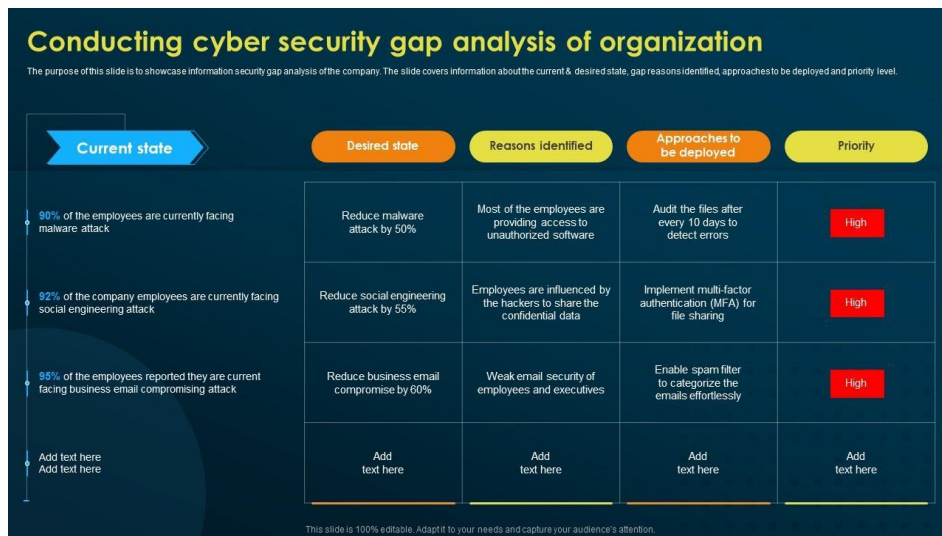 Conducting cyber security gap analysis of organization
The purpose of this slide is to showcase information security gap analysis of the company. The slide covers information about the current & desired state, gap reasons identified, approaches to be deployed and priority level.
Current state
Desired state
Reasons identified
Approaches to
be deployed
Priority
90% of the employees are currently facing
malware attack
Reduce malware
attack by 50%
Most of the employees are
providing access to
unauthorized software
Audit the files after
every 10 days to
detect errors
High
92% of the company employees are currently facing
social engineering attack
Reduce social engineering
attack by 55%
Employees are influenced by
the hackers to share the
confidential data
Implement multi-factor
authentication (MFA) for
file sharing
High
95% of the employees reported they are current
facing business email compromising attack
Reduce business email
compromise by 60%
Weak email security of
employees and executives
Enable spam filter
to categorize the
emails effortlessly
High
Add text here
Add text here
Add
text here
Add
text here
Add
text here
Add
text here
This slide is 100% editable. Adapt it to your needs and capture your audience's attention.